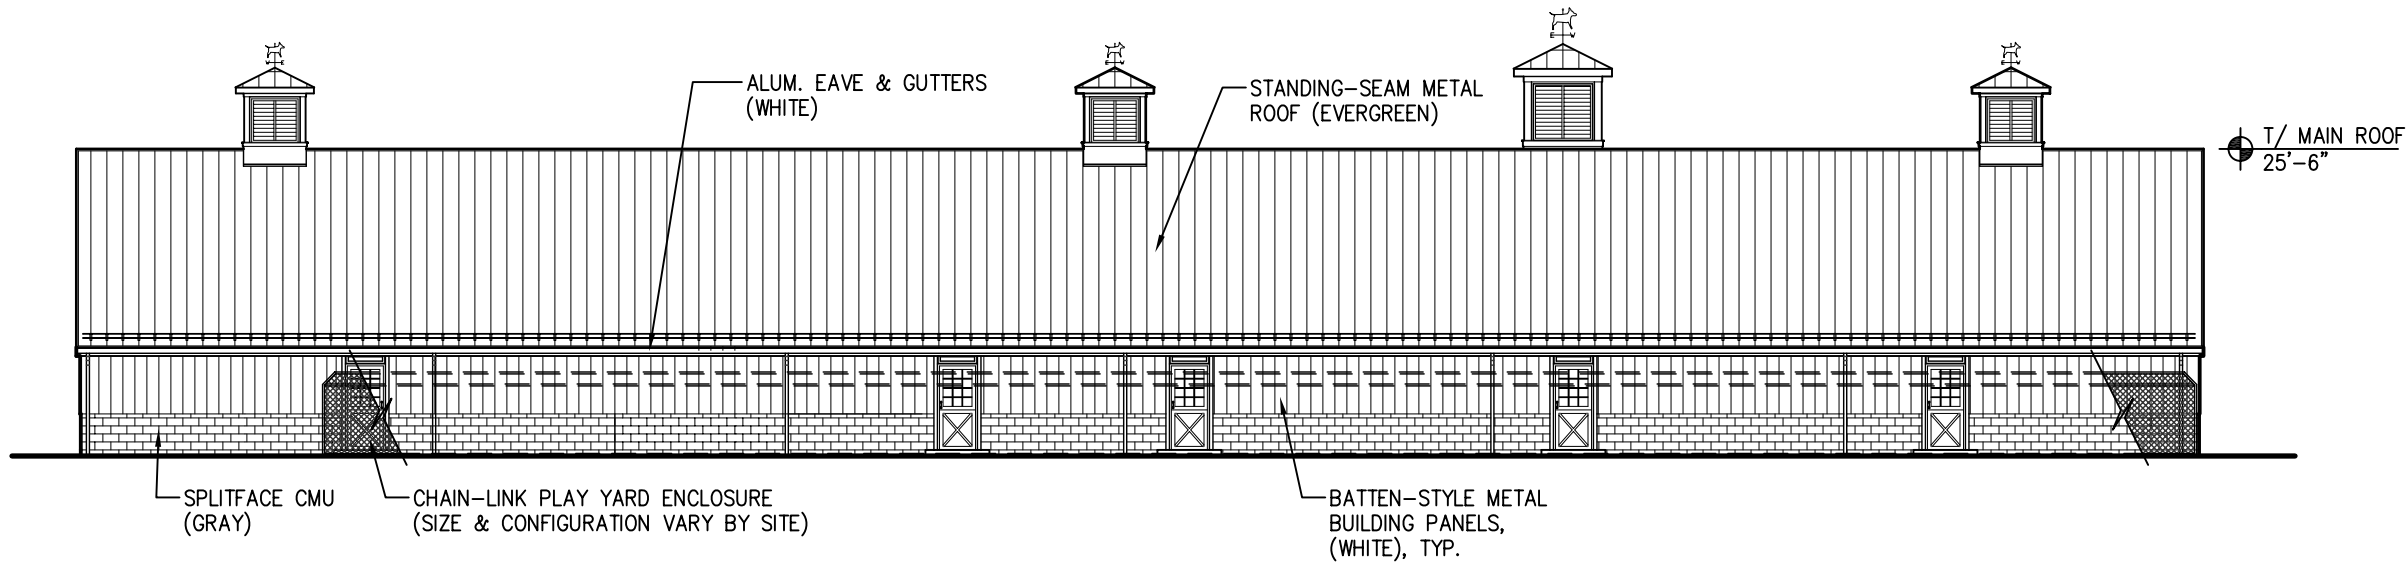 ALUM. EAVE & GUTTERS
(WHITE)
STANDING-SEAM METAL
ROOF (EVERGREEN)
T/ MAIN ROOF
25'-6"
SPLITFACE CMU
(GRAY)
CHAIN-LINK PLAY YARD ENCLOSURE
(SIZE & CONFIGURATION VARY BY SITE)
BATTEN-STYLE METAL
BUILDING PANELS,
(WHITE), TYP.